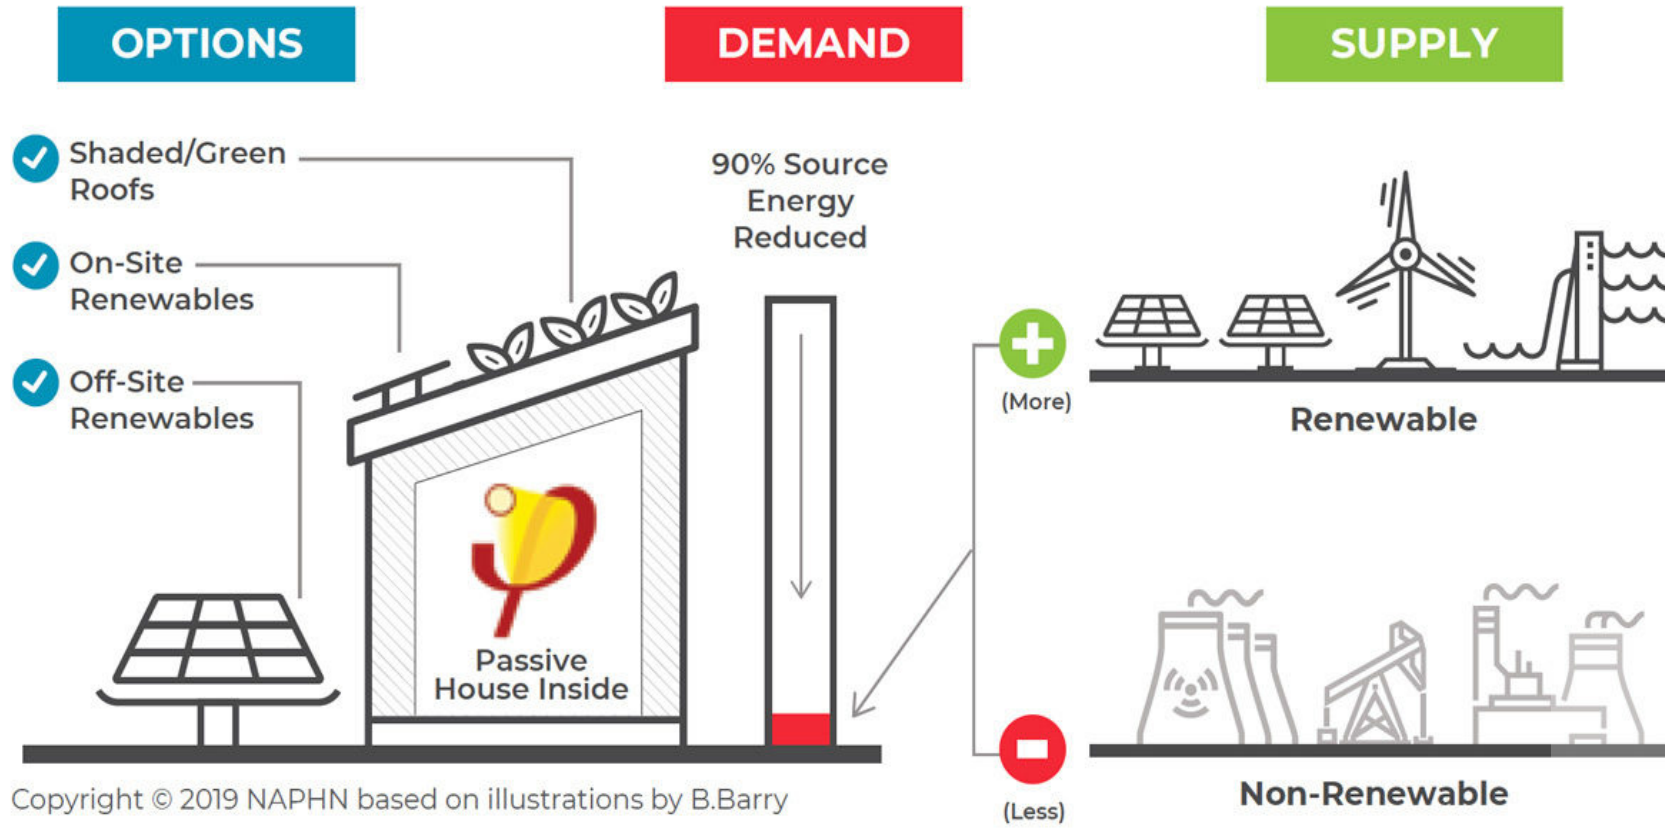 OPTIONS
DEMAND
SUPPLY
Shaded/Green
Roofs
On-Site
Renewables
Off-Site
Renewables
Passive
House Inside
90% Source
Energy
Reduced
(More)
Renewable
(Less)
Non-Renewable
Copyright © 2019 NAPHN based on illustrations by B.Barry